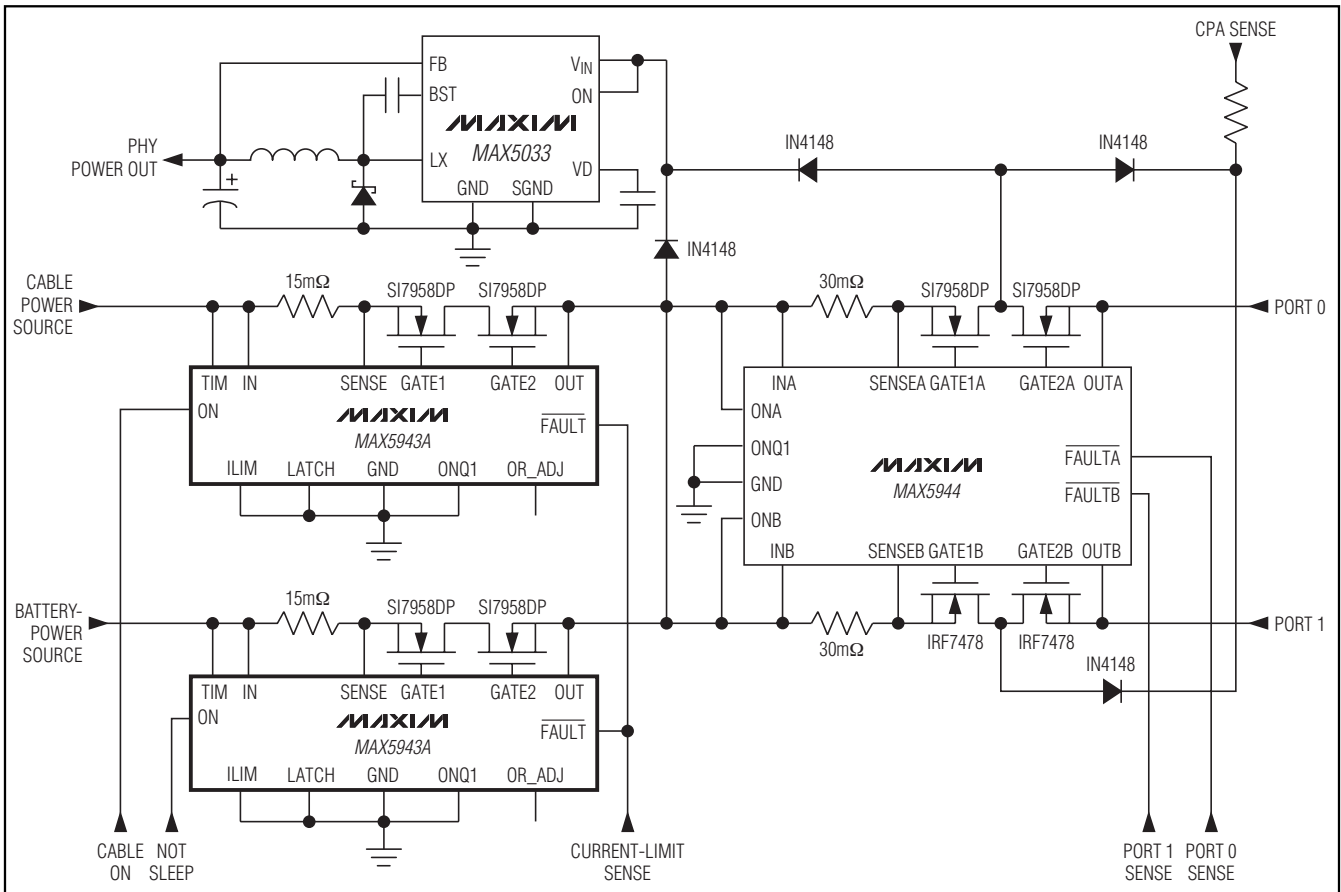 CPA SENSE
FB
VIN
BST
ON
MAXIM
MAX5033
PHY
POWER OUT
LX
VD
GND SGND
+
IN4148
IN4148
IN4148
CABLE
POWER
SOURCE
15mΩ
SI7958DP SI7958DP
30mΩ
SI7958DP SI7958DP
PORT 0
TIM IN SENSE GATE1 GATE2 OUT
ON
MAXIM
MAX5943A
FAULT
ILIM LATCH GND ONQ1 OR_ADJ
INA SENSEA GATE1A GATE2A OUTA
ONA
ONQ1
GND
ONB
MAXIM
MAX5944
FAULTA
FAULTB
INB SENSEB GATE1B GATE2B OUTB
BATTERY-
POWER
SOURCE
15mΩ
SI7958DP SI7958DP
30mΩ
IRF7478 IRF7478
PORT 1
IN4148
TIM IN SENSE GATE1 GATE2 OUT
ON
MAXIM
MAX5943A
FAULT
ILIM LATCH GND ONQ1 OR_ADJ
CABLE
ON
NOT
SLEEP
CURRENT-LIMIT
SENSE
PORT 1
SENSE
PORT 0
SENSE